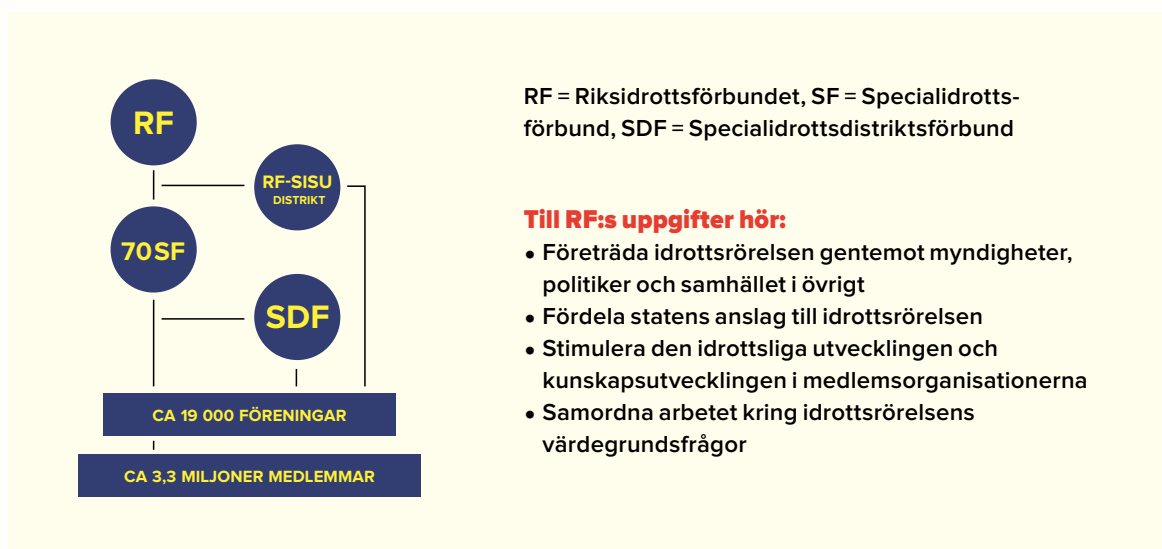 RF
RF-SISU
DISTRIKT
70 SF
SDF
CA 19 000 FÖRENINGAR
CA 3,3 MILJONER MEDLEMMAR
RF = Riksidrottsförbundet, SF = Specialidrotts-
förbund, SDF = Specialidrottsdistriktsförbund
Till RF:s uppgifter hör:
• Företräda idrottsrörelsen gentemot myndigheter,
politiker och samhället i övrigt
• Fördela statens anslag till idrottsrörelsen
• Stimulera den idrottsliga utvecklingen och
kunskapsutvecklingen i medlemsorganisationerna
• Samordna arbetet kring idrottsrörelsens
värdegrundsfrågor